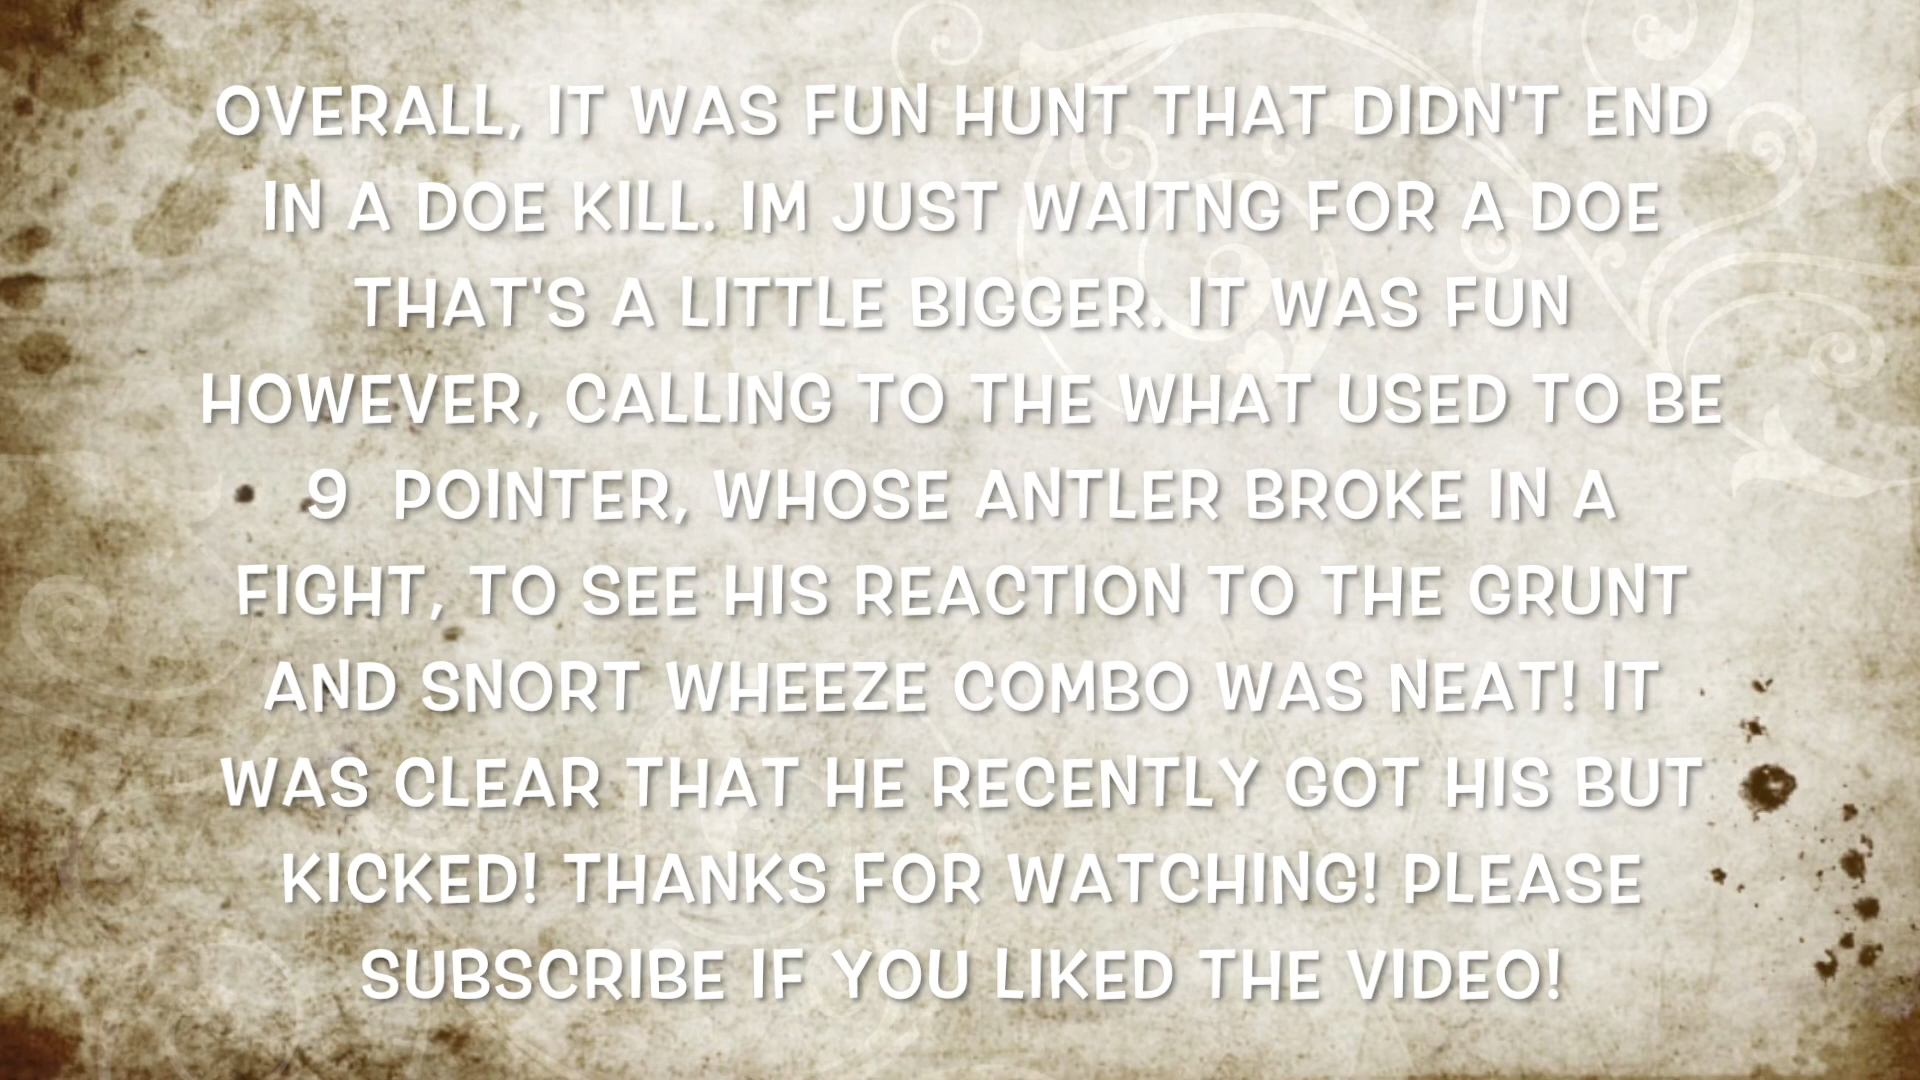 OVERALL, IT WAS FUN HUNT THAT DIDN'T END
IN A DOE KILL. IM JUST WAITNG FOR A DOE
THAT'S A LITTLE BIGGER. IT WAS FUN
HOWEVER, CALLING TO THE WHAT USED TO BE
9  POINTER, WHOSE ANTLER BROKE IN A
FIGHT, TO SEE HIS REACTION TO THE GRUNT
AND SNORT WHEEZE COMBO WAS NEAT! IT
WAS CLEAR THAT HE RECENTLY GOT HIS BUT
KICKED! THANKS FOR WATCHING! PLEASE
SUBSCRIBE IF YOU LIKED THE VIDEO!